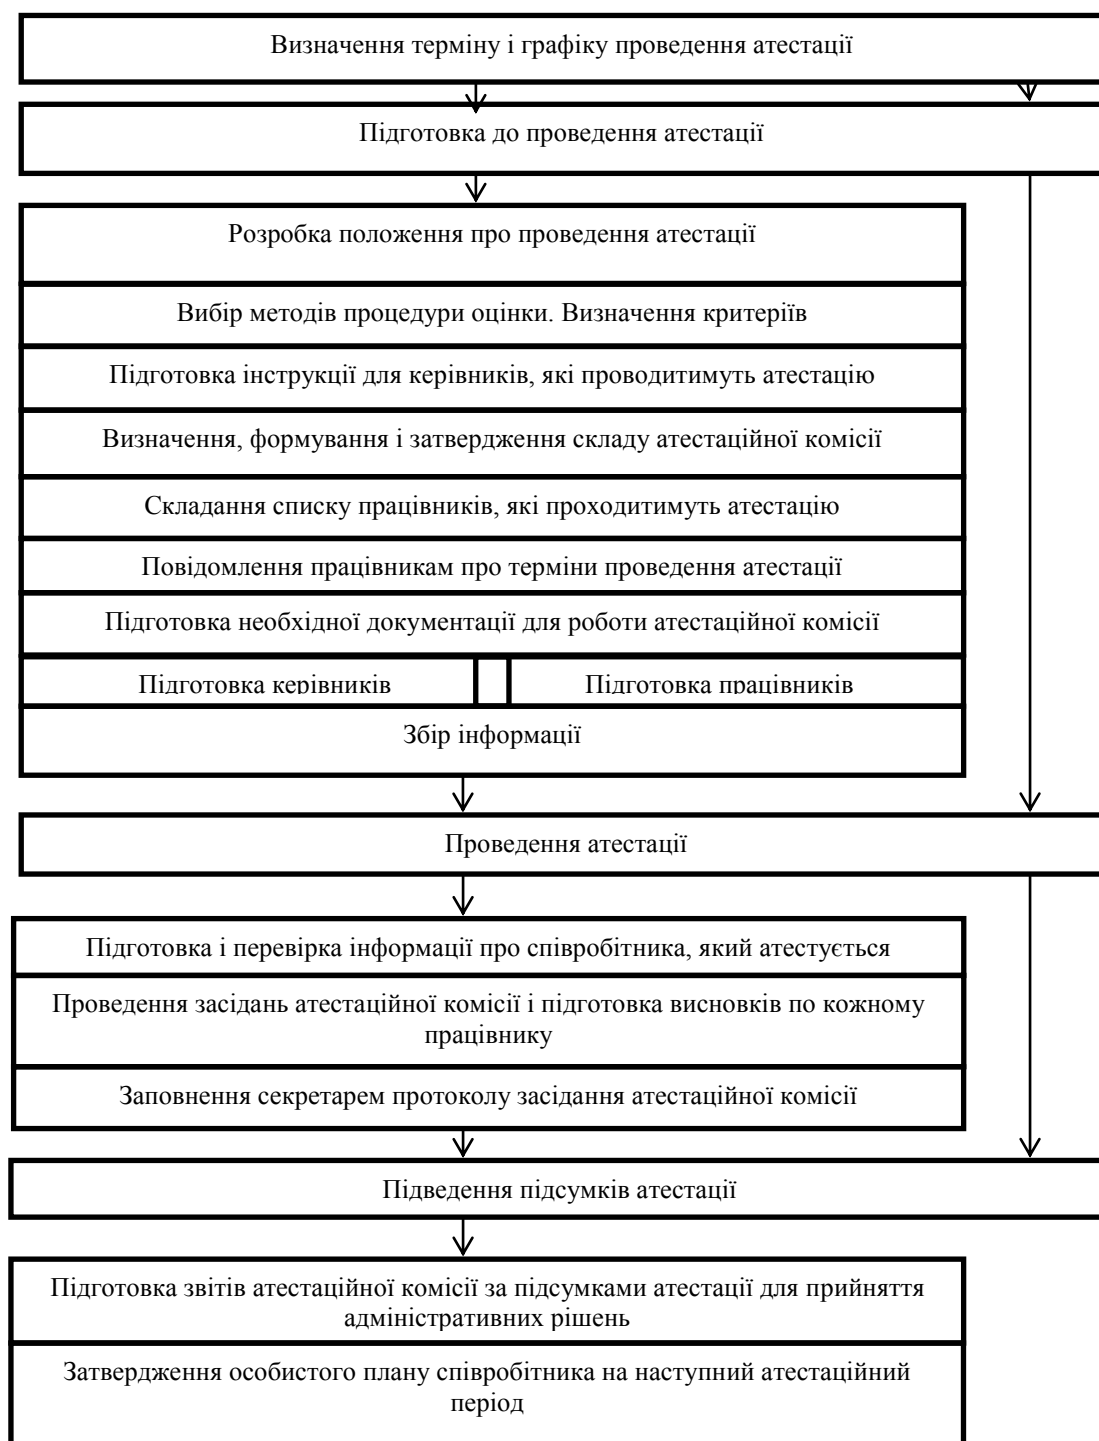 Визначення терміну і графіку проведення атестації
Підготовка до проведення атестації
Розробка положення про проведення атестації
Вибір методів процедури оцінки. Визначення критеріїв
Підготовка інструкції для керівників, які проводитимуть атестацію
Визначення, формування і затвердження складу атестаційної комісії
Складання списку працівників, які проходитимуть атестацію
Повідомлення працівникам про терміни проведення атестації
Підготовка необхідної документації для роботи атестаційної комісії
Підготовка керівників
Підготовка працівників
Збір інформації
Проведення атестації
Підготовка і перевірка інформації про співробітника, який атестується
Проведення засідань атестаційної комісії і підготовка висновків по кожному
працівнику
Заповнення секретарем протоколу засідання атестаційної комісії
Підведення підсумків атестації
Підготовка звітів атестаційної комісії за підсумками атестації для прийняття
адміністративних рішень
Затвердження особистого плану співробітника на наступний атестаційний
період